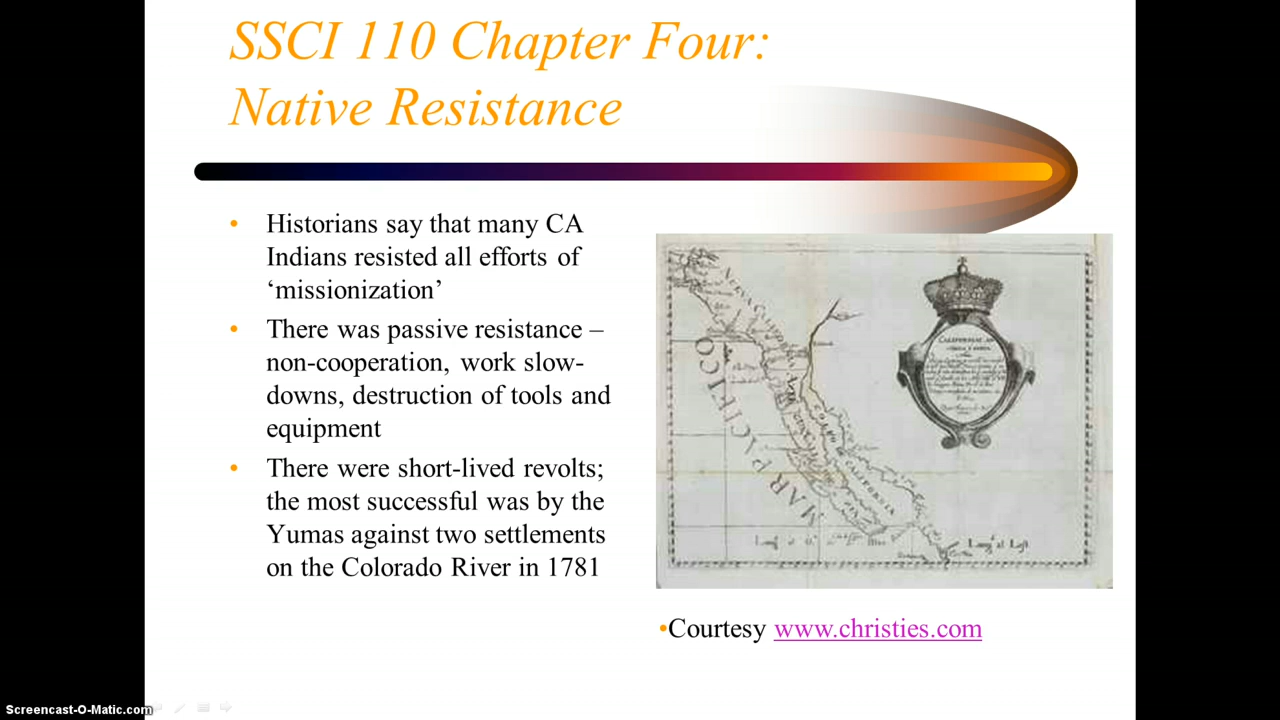 SSCI 110 Chapter Four:
Native Resistance
• Historians say that many CA
Indians resisted all efforts of
‘missionization’
• There was passive resistance –
non-cooperation, work slow-
downs, destruction of tools and
equipment
• There were short-lived revolts;
the most successful was by the
Yumas against two settlements
on the Colorado River in 1781
MAR PACIFICO
CALIFORNIA
•Courtesy www.christies.com
Screencast-O-Matic.com